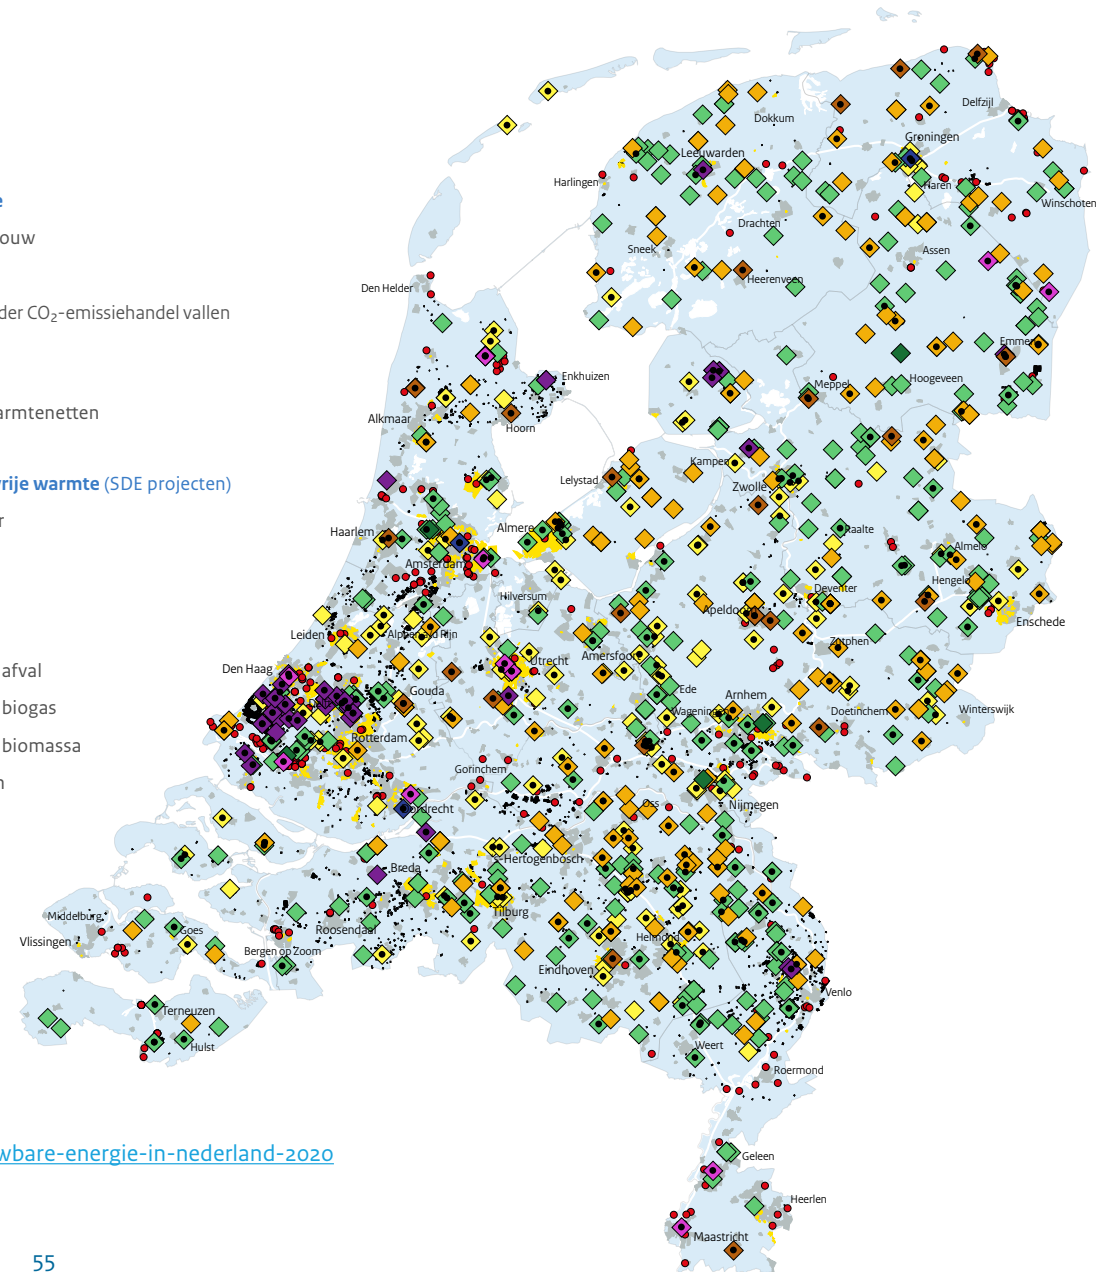 e
ouw
der CO₂-emissiehandel vallen
armtenetten
vrije warmte (SDE projecten)
r
afval
biogas
biomassa
n
wbare-energie-in-nederland-2020
55
Delfzijl
Dokkum
Groningen
Leeuwarden
Harlingen
Haren
Winschoten
Drachten
Sneek
Assen
Heerenveen
Den Helder
Emmen
Enkhuizen
Meppel
Hoogeveen
Alkmaar
Hoorn
Kampen
Lelystad
Zwolle
Haarlem
Almere
Raalte
Almelo
Amsterdam
Hengelo
Hilversum
Deventer
Apeldoorn
Enschede
Leiden
Alphen a/d Rijn
Zutphen
Utrecht
Amersfoort
Den Haag
Ede
Gouda
Arnhem
Delft
Wageningen
Doetinchem
Winterswijk
Rotterdam
Gorinchem
Oss
Nijmegen
Dordrecht
's-Hertogenbosch
Breda
Tilburg
Middelburg
Goes
Roosendaal
Vlissingen
Bergen op Zoom
Helmond
Eindhoven
Venlo
Terneuzen
Hulst
Weert
Roermond
Geleen
Heerlen
Maastricht